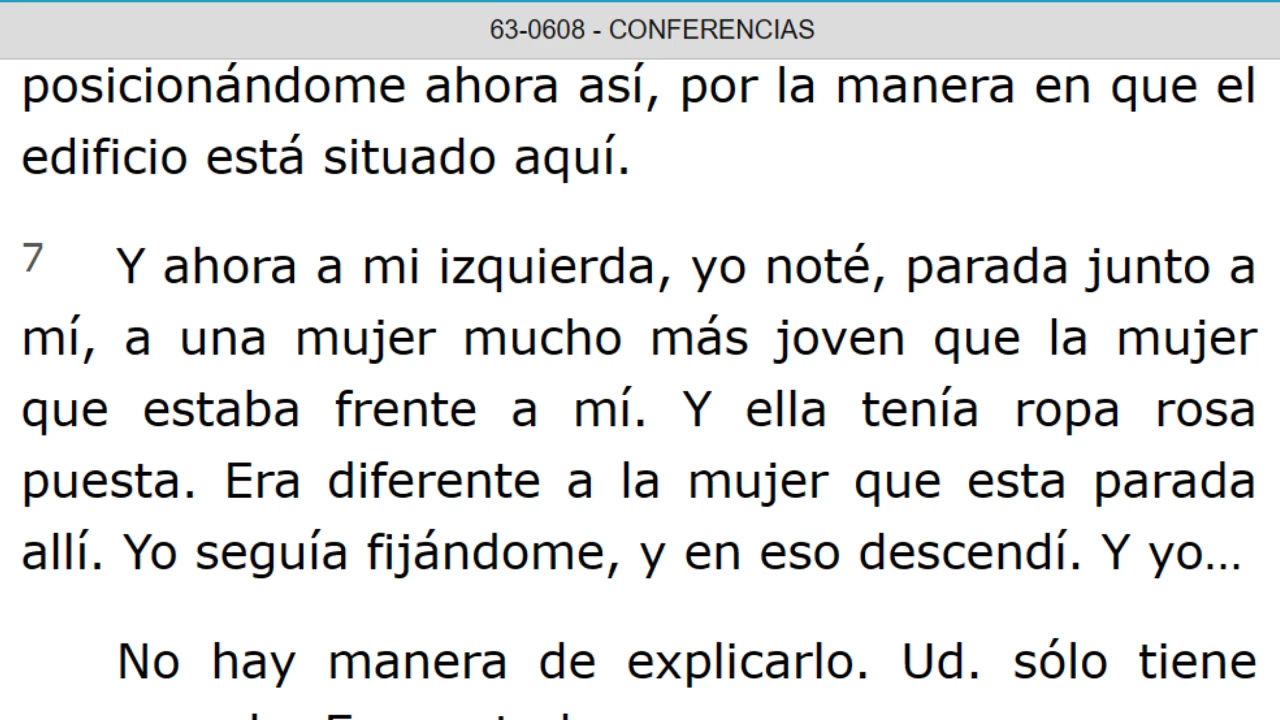 63-0608 - CONFERENCIAS
posicionándome ahora así, por la manera en que el
edificio está situado aquí.
7 Y ahora a mi izquierda, yo noté, parada junto a
mí, a una mujer mucho más joven que la mujer
que estaba frente a mí. Y ella tenía ropa rosa
puesta. Era diferente a la mujer que esta parada
allí. Yo seguía fijándome, y en eso descendí. Y yo…
No hay manera de explicarlo. Ud. sólo tiene